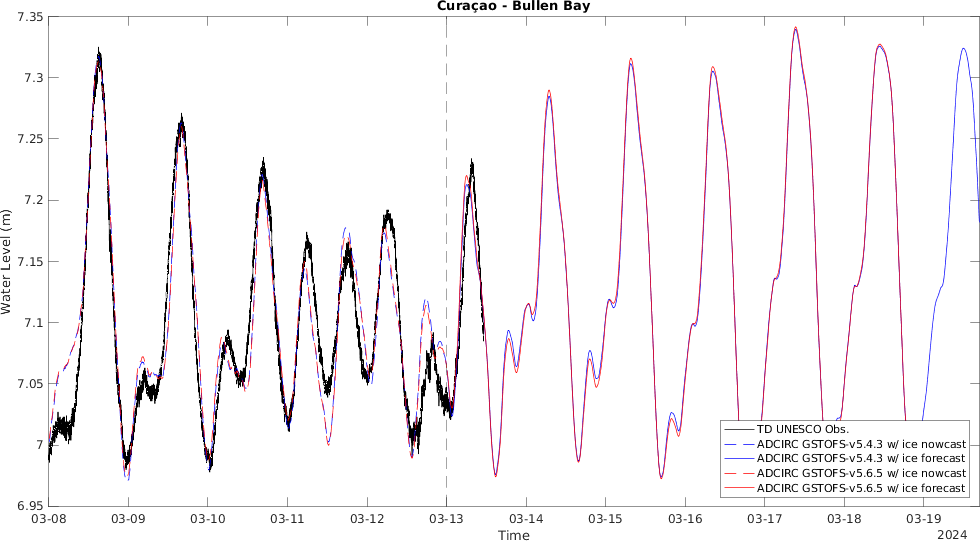 Curaçao - Bullen Bay
Water Level (m)
7.35
7.3
7.25
7.2
7.15
7.1
7.05
7
6.95
TD UNESCO Obs.
ADCIRC GSTOFS-v5.4.3 w/ ice nowcast
ADCIRC GSTOFS-v5.4.3 w/ ice forecast
ADCIRC GSTOFS-v5.6.5 w/ ice nowcast
ADCIRC GSTOFS-v5.6.5 w/ ice forecast
03-08 03-09 03-10 03-11 03-12 03-13 03-14 03-15 03-16 03-17 03-18 03-19
Time
2024